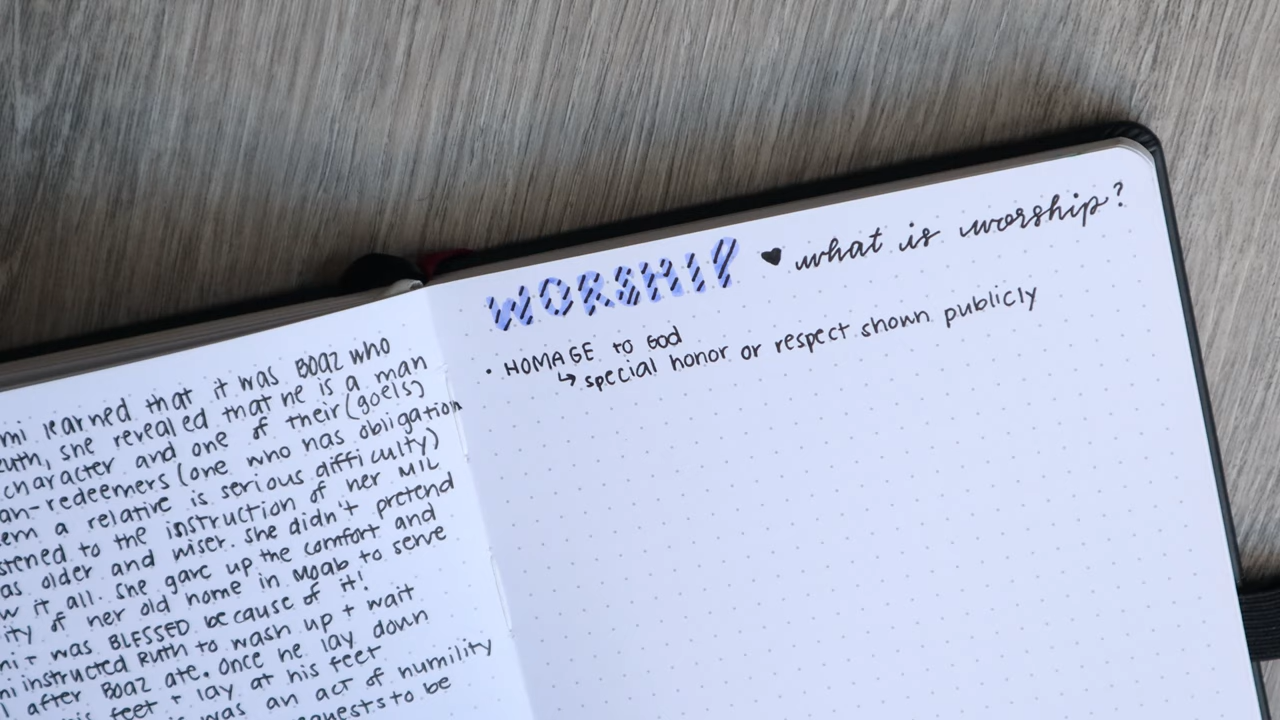 mi learned that it was BOAZ who
uth, she revealed that he is a man
character and one of their (goels)
an-redeemers (one who has obligation
em a relative is serious difficulty)
stened to the instruction of her MIL
as older and wiser. She didn't pretend
w it all. She gave up the comfort and
ity of her old home in Moab to serve
mi + was BLESSED because of it!
mi instructed Ruth to wash up + wait
after BOAZ ate. Once he lay down
his feet + lay at his feet
was an act of humility
quests to be
WORSHIP ♥ what is worship?
• HOMAGE to God
↳ special honor or respect shown publicly